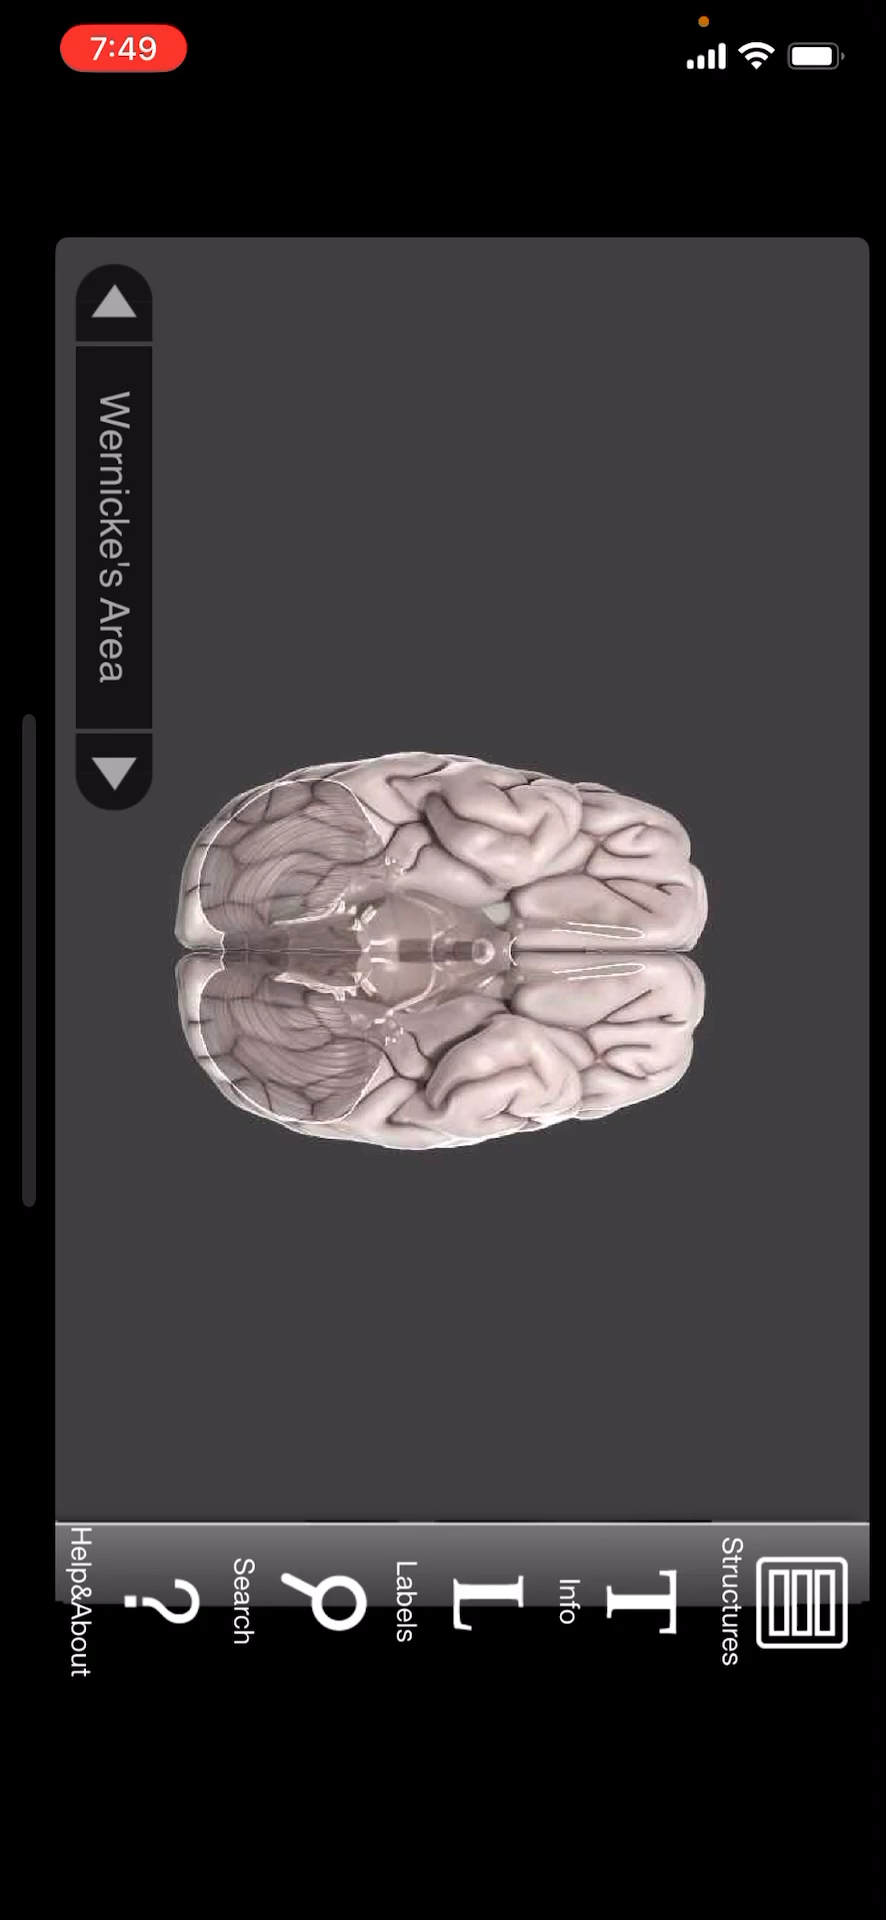 7:49
Wernicke's Area
Structures
Info
Labels
Search
Help&About